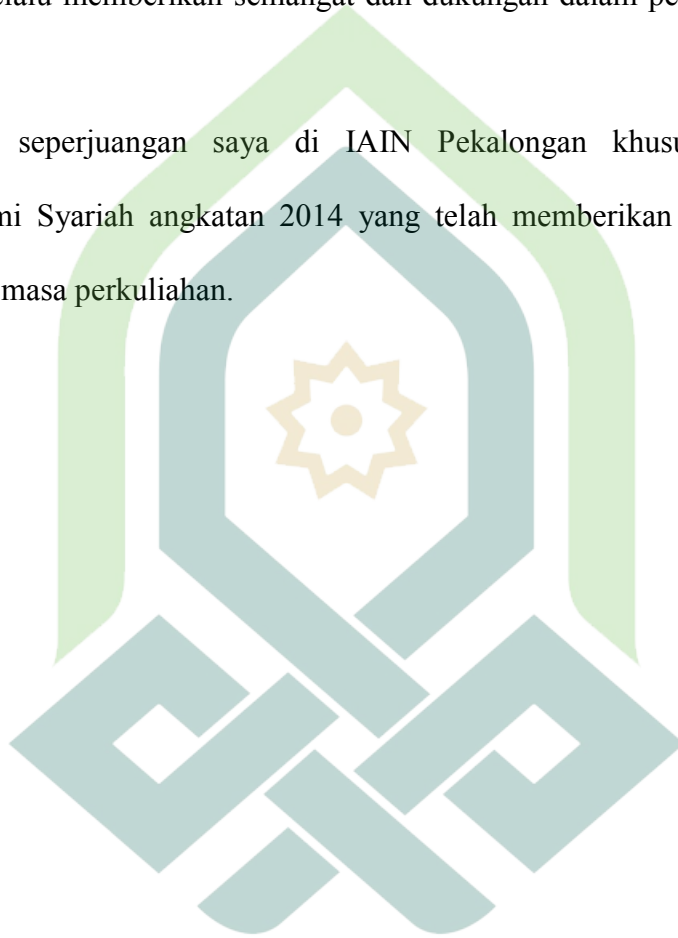 memberikan semangat dan dukungan dalam
seperjuangan saya di IAIN Pekalongan
Syariah angkatan 2014 yang telah memberikan
masa perkuliahan.